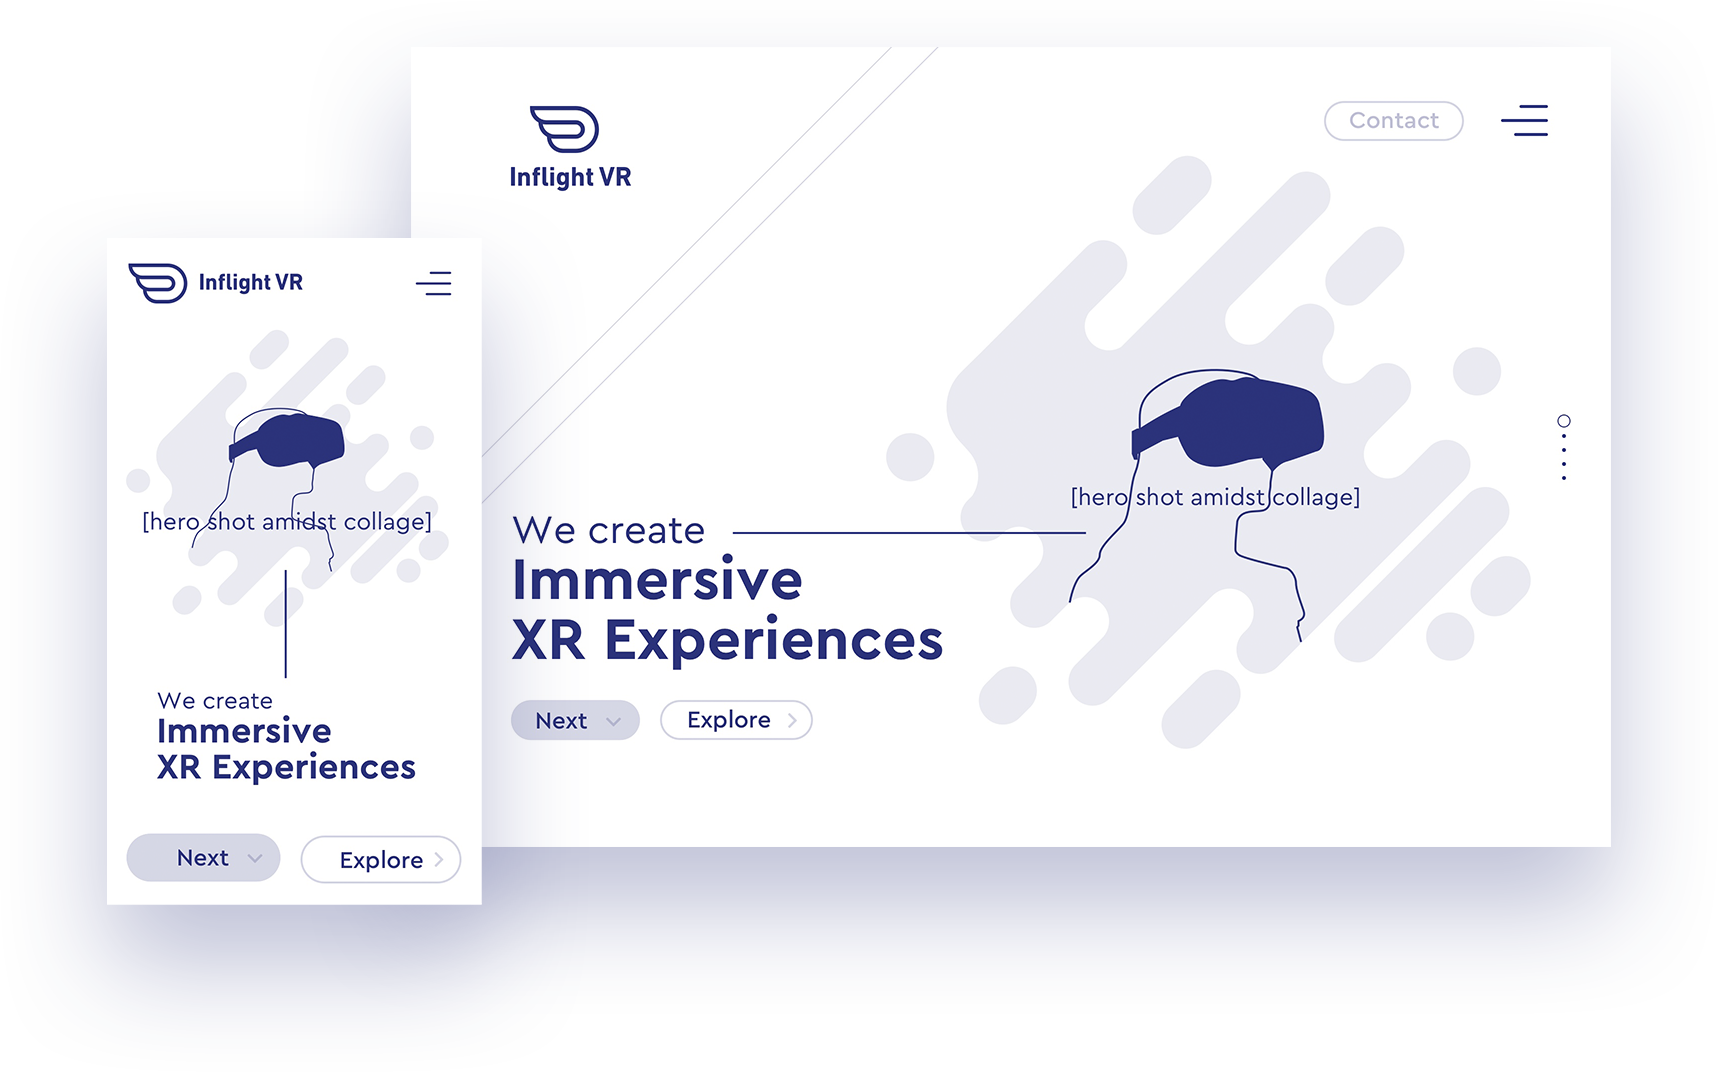 Inflight VR
Contact
[hero shot amidst collage]
We create
Immersive
XR Experiences
Next
Explore
Inflight VR
[hero shot amidst collage]
We create
Immersive
XR Experiences
Next
Explore